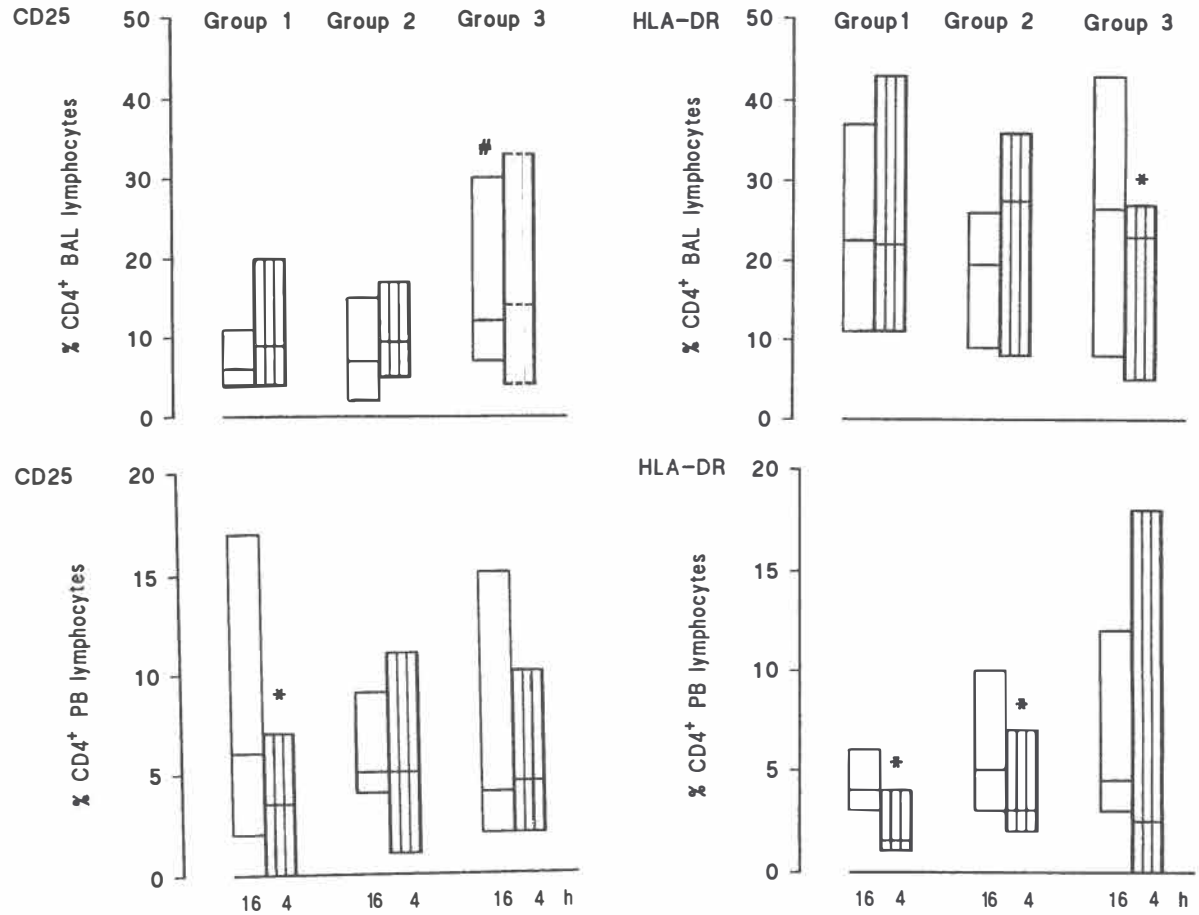 CD25
Group 1 Group 2 Group 3
50
40
30
20
10
0
% CD4+ BAL lymphocytes
#
HLA-DR
Group1 Group 2 Group 3
50
40
30
20
10
0
% CD4+ BAL lymphocytes
*
CD25
20
15
10
5
0
% CD4+ PB lymphocytes
*
16 4 16 4 16 4 h
HLA-DR
20
15
10
5
0
% CD4+ PB lymphocytes
* *
16 4 16 4 16 4 h